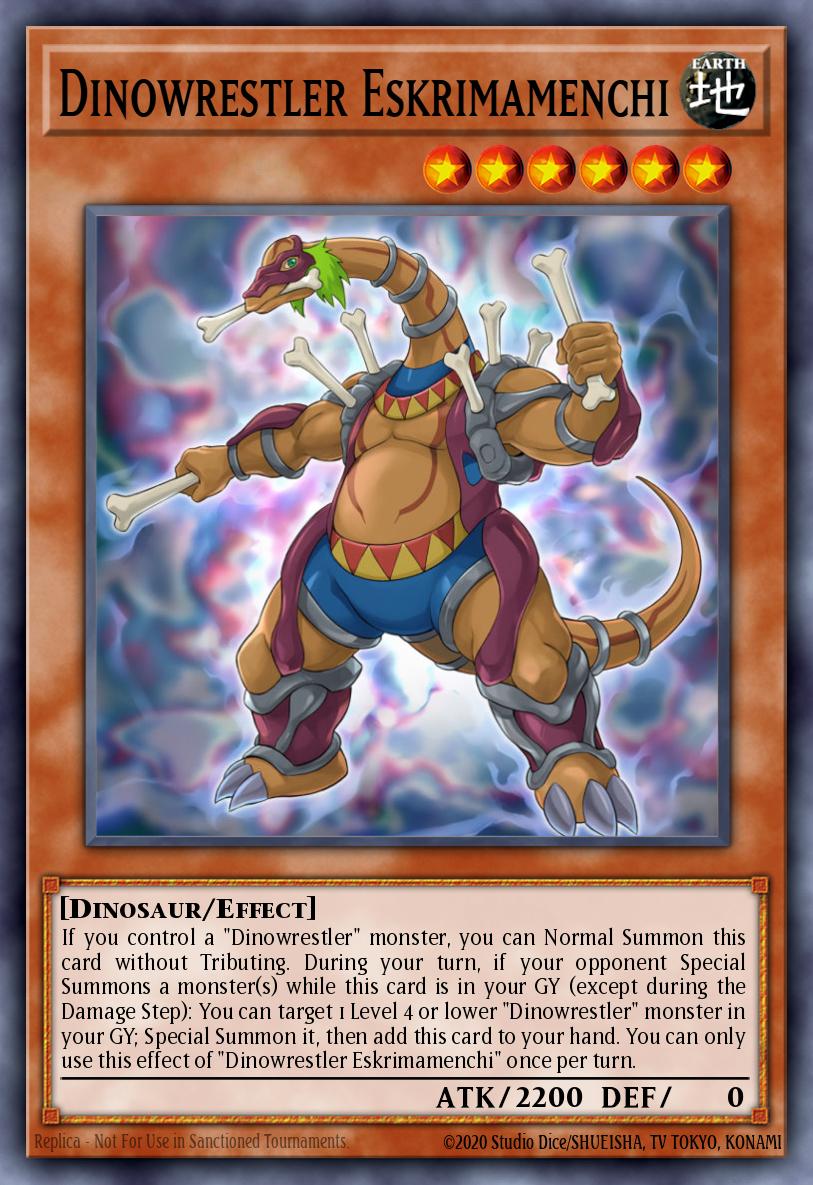 Dinowrestler Eskrimamenchi
EARTH
地
[Dinosaur/Effect]
If you control a "Dinowrestler" monster, you can Normal Summon this
card without Tributing. During your turn, if your opponent Special
Summons a monster(s) while this card is in your GY (except during the
Damage Step): You can target 1 Level 4 or lower "Dinowrestler" monster in
your GY; Special Summon it, then add this card to your hand. You can only
use this effect of "Dinowrestler Eskrimamenchi" once per turn.
ATK/2200 DEF/ 0
Replica - Not For Use in Sanctioned Tournaments.
©2020 Studio Dice/SHUEISHA, TV TOKYO, KONAMI